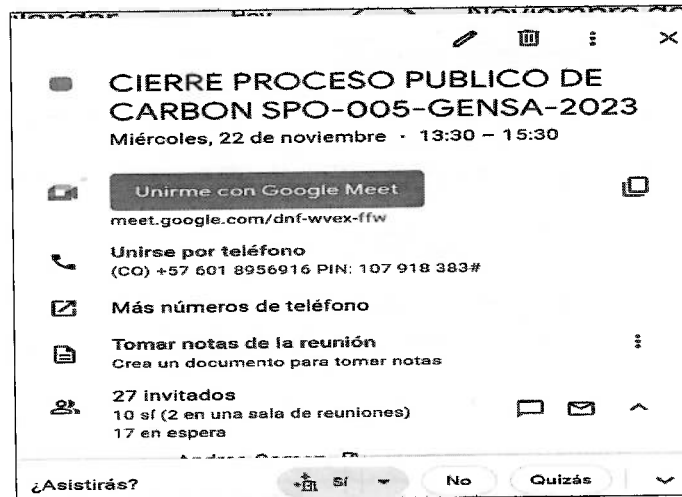 Noviembre de
CIERRE PROCESO PUBLICO DE
CARBON SPO-005-GENSA-2023
Miércoles, 22 de noviembre · 13:30 – 15:30
Unirme con Google Meet
meet.google.com/dnf-wvex-ffw
Unirse por teléfono
(CO) +57 601 8956916 PIN: 107 918 383#
Más números de teléfono
Tomar notas de la reunión
Crea un documento para tomar notas
27 invitados
10 sí (2 en una sala de reuniones)
17 en espera
¿Asistirás?
Sí
No
Quizás